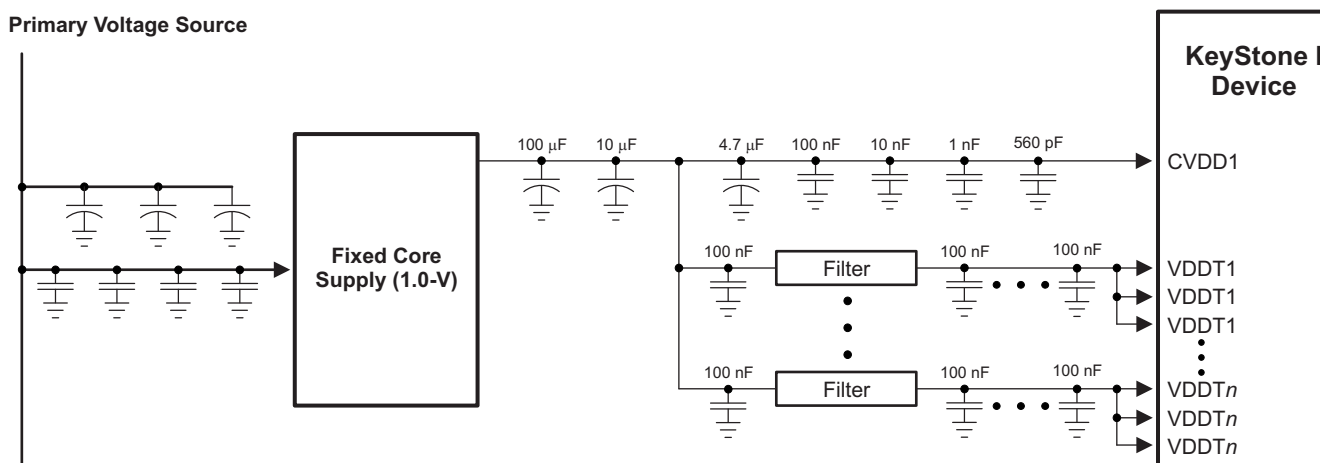 Primary Voltage Source
KeyStone I
Device
100 μF
10 μF
4.7 μF
100 nF
10 nF
1 nF
560 pF
CVDD1
Fixed Core
Supply (1.0-V)
100 nF
Filter
100 nF
100 nF
VDDT1
VDDT1
VDDT1
100 nF
Filter
100 nF
100 nF
VDDTn
VDDTn
VDDTn